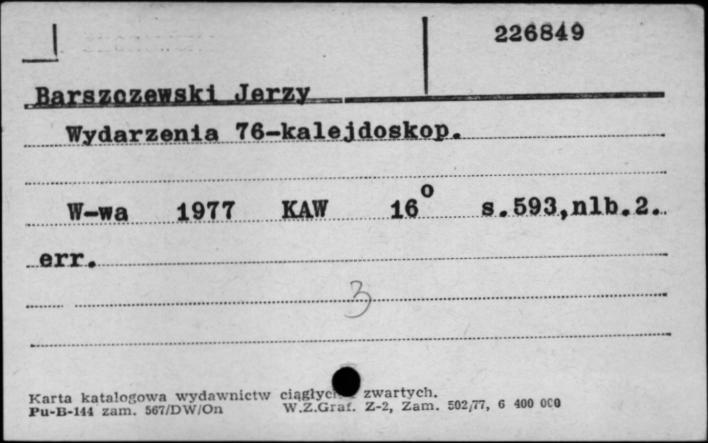 226849
Barszczewski Jerzy
Wydarzenia 76-kalejdoskop.
W-wa 1977 KAW 16° s.593,nlb.2.
err.
3
Karta katalogowa wydawnictw zwartych.
Pu-B-144 zam. 567/DW/On W.Z.Graf. Z-2, Zam. 502/77, 6 400 000